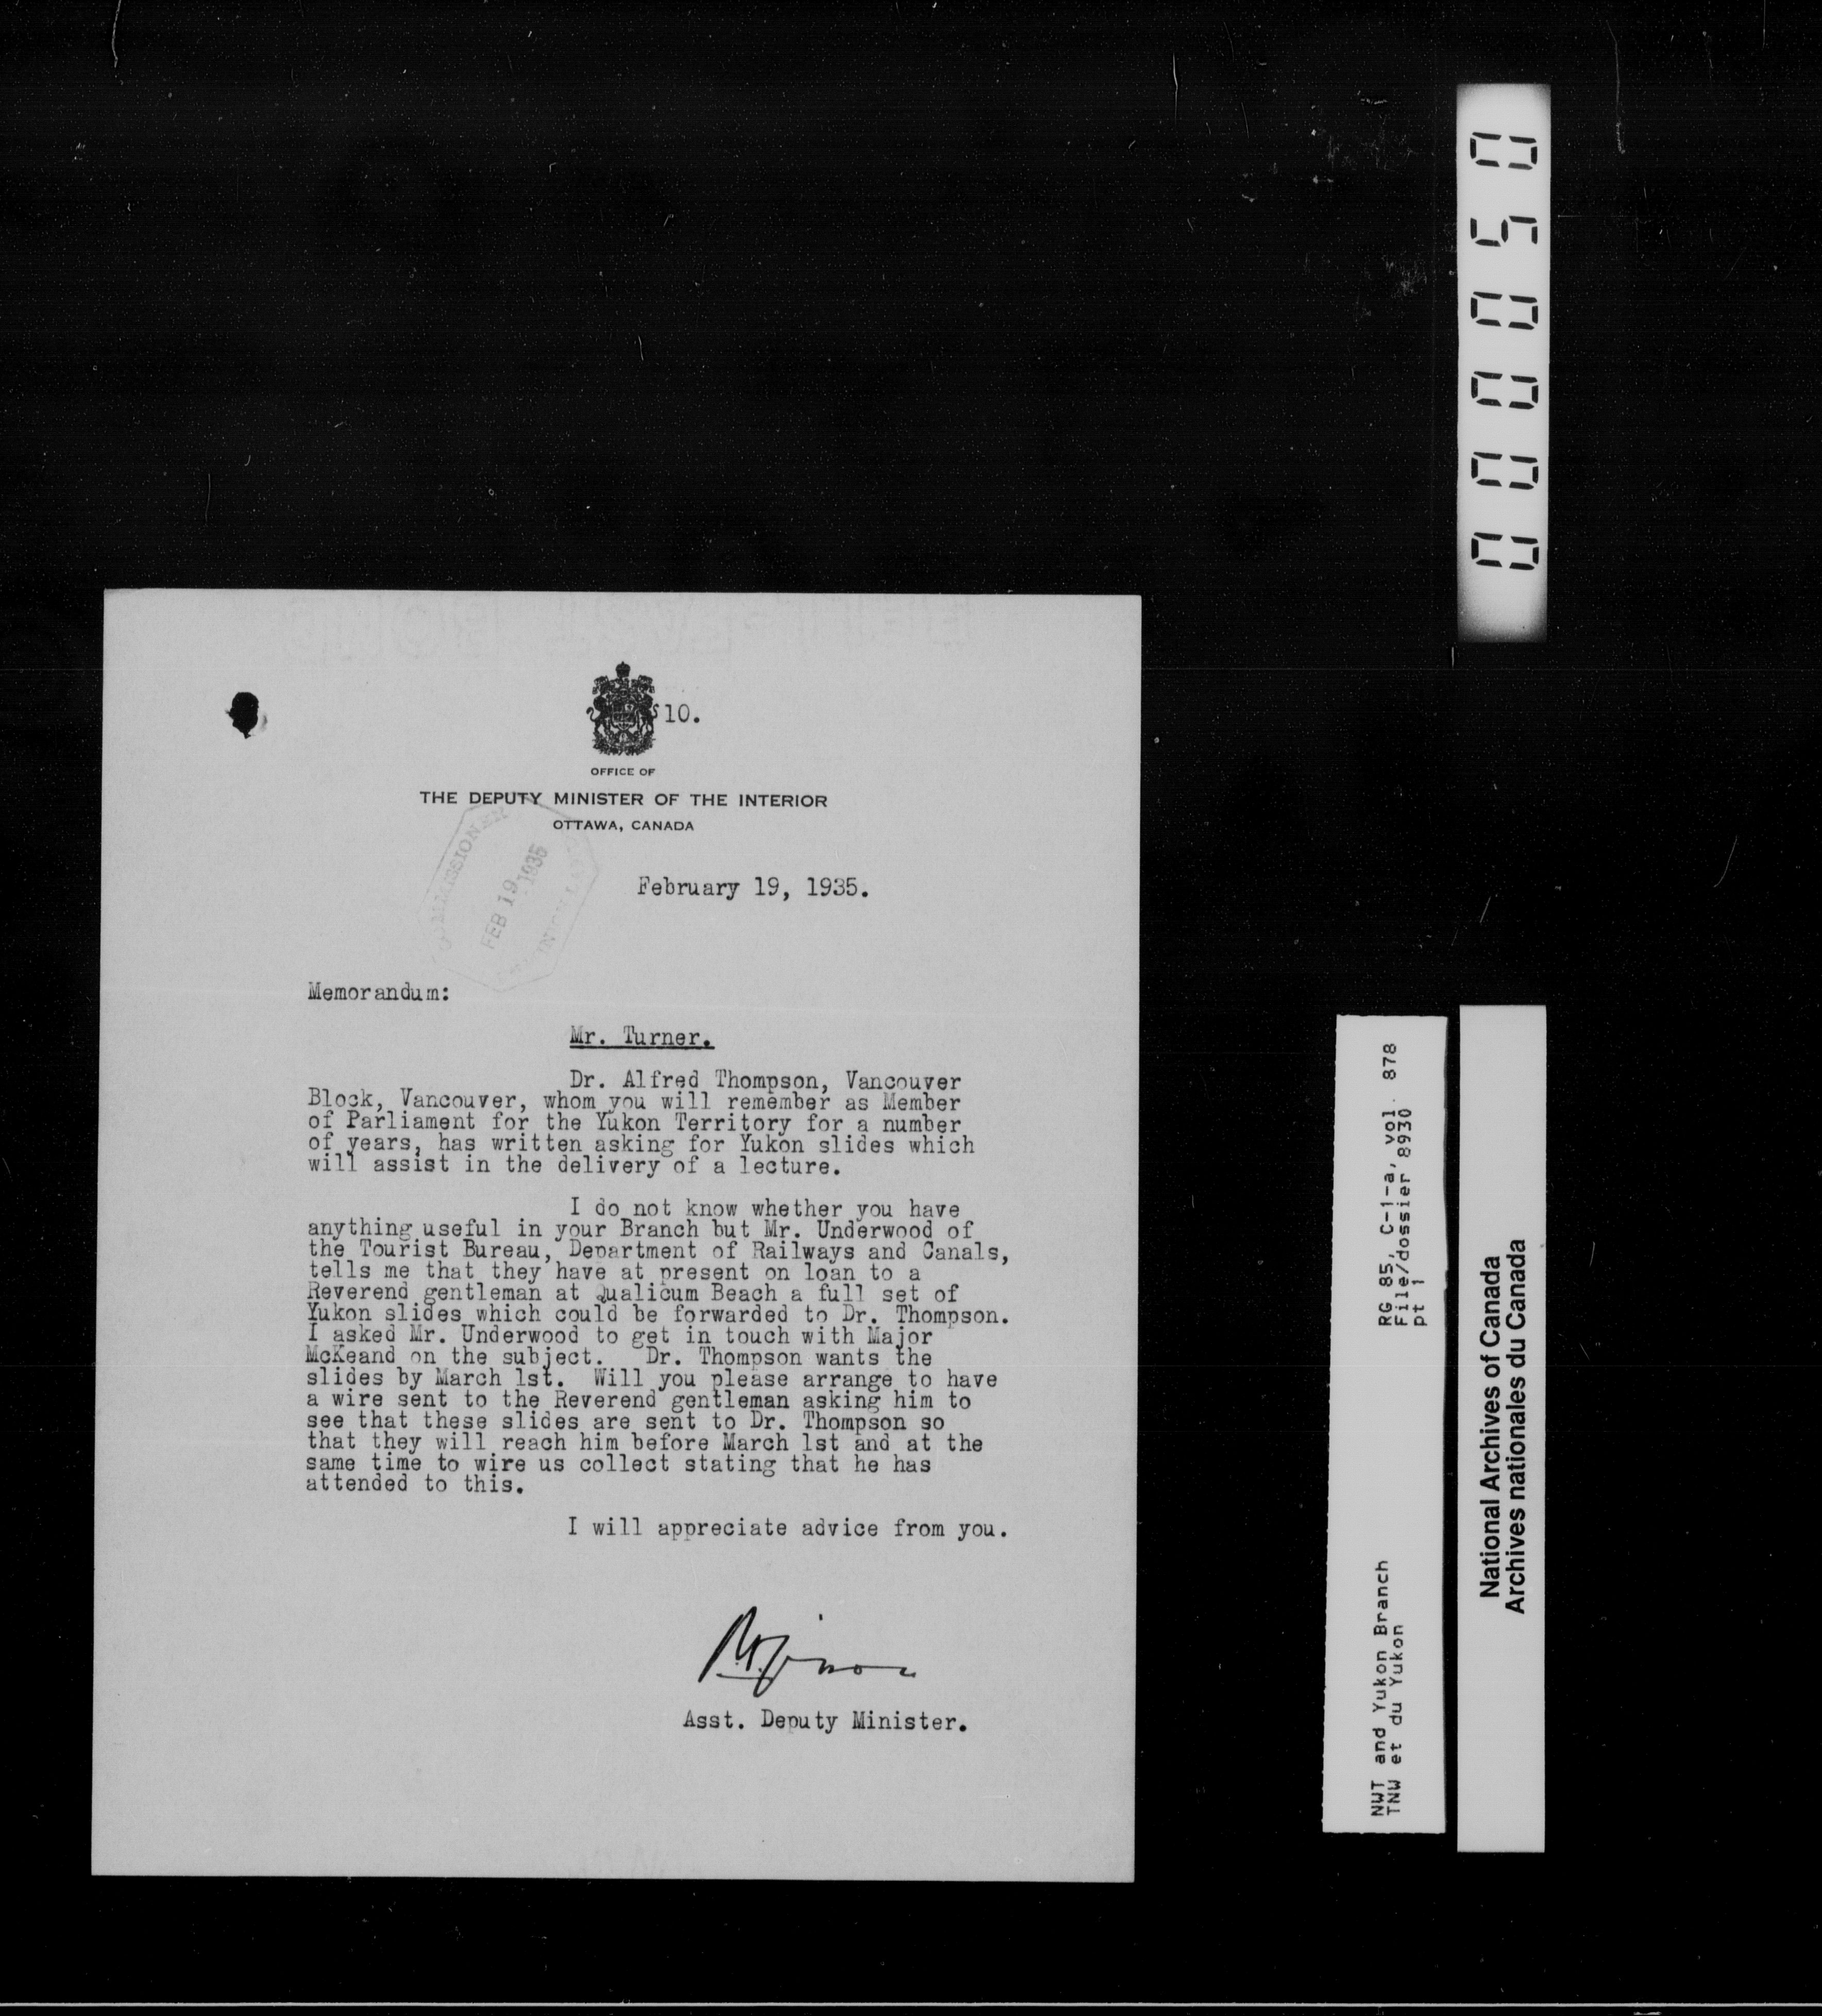 10.
OFFICE OF
THE DEPUTY MINISTER OF THE INTERIOR
OTTAWA, CANADA
FEB 19 1935
February 19, 1935.
Memorandum:
Mr. Turner.
Dr. Alfred Thompson, Vancouver
Block, Vancouver, whom you will remember as Member
of Parliament for the Yukon Territory for a number
of years, has written asking for Yukon slides which
will assist in the delivery of a lecture.
I do not know whether you have
anything useful in your Branch but Mr. Underwood of
the Tourist Bureau, Department of Railways and Canals,
tells me that they have at present on loan to a
Reverend gentleman at Qualicum Beach a full set of
Yukon slides which could be forwarded to Dr. Thompson.
I asked Mr. Underwood to get in touch with Major
McKeand on the subject. Dr. Thompson wants the
slides by March 1st. Will you please arrange to have
a wire sent to the Reverend gentleman asking him to
see that these slides are sent to Dr. Thompson so
that they will reach him before March 1st and at the
same time to wire us collect stating that he has
attended to this.
I will appreciate advice from you.
Asst. Deputy Minister.
000050
NWT and Yukon Branch
TNW et du Yukon
RG 85, C-1-a, vol. 878
File/dossier 8930
pt 1
National Archives of Canada
Archives nationales du Canada